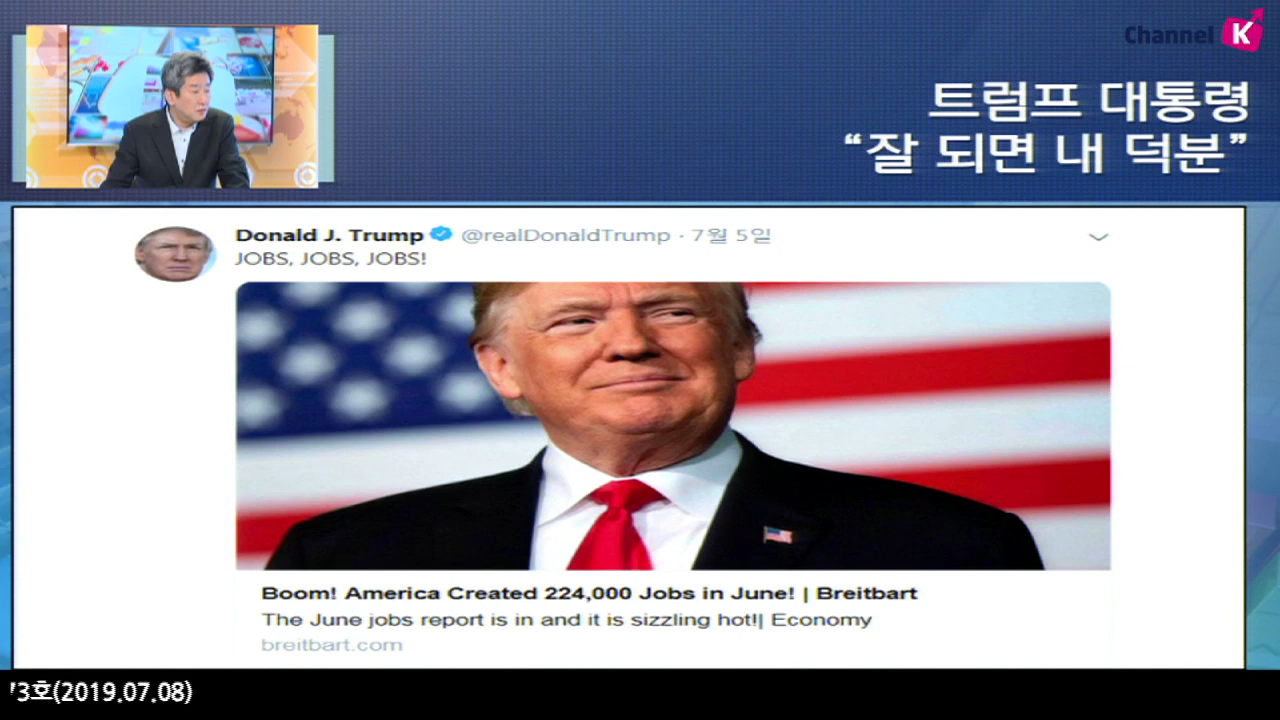 Channel K
트럼프 대통령
“잘 되면 내 덕분”
Donald J. Trump @realDonaldTrump · 7월 5일
JOBS, JOBS, JOBS!
Boom! America Created 224,000 Jobs in June! | Breitbart
The June jobs report is in and it is sizzling hot!| Economy
breitbart.com
3호(2019.07.08)